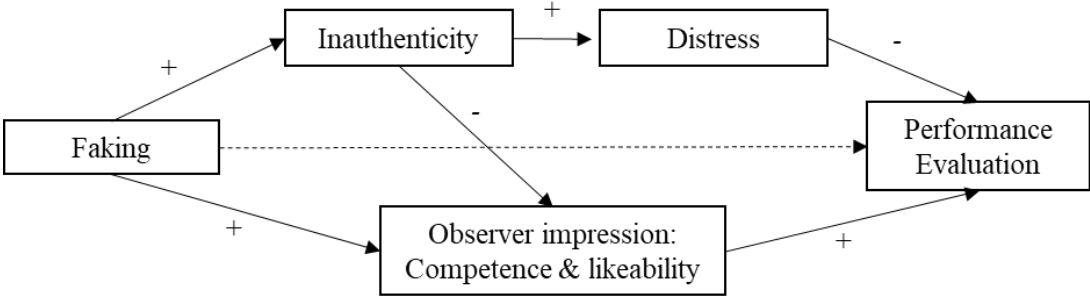 +
Inauthenticity
Distress
-
+
-
Faking
Performance
Evaluation
+
Observer impression:
Competence & likeability
+